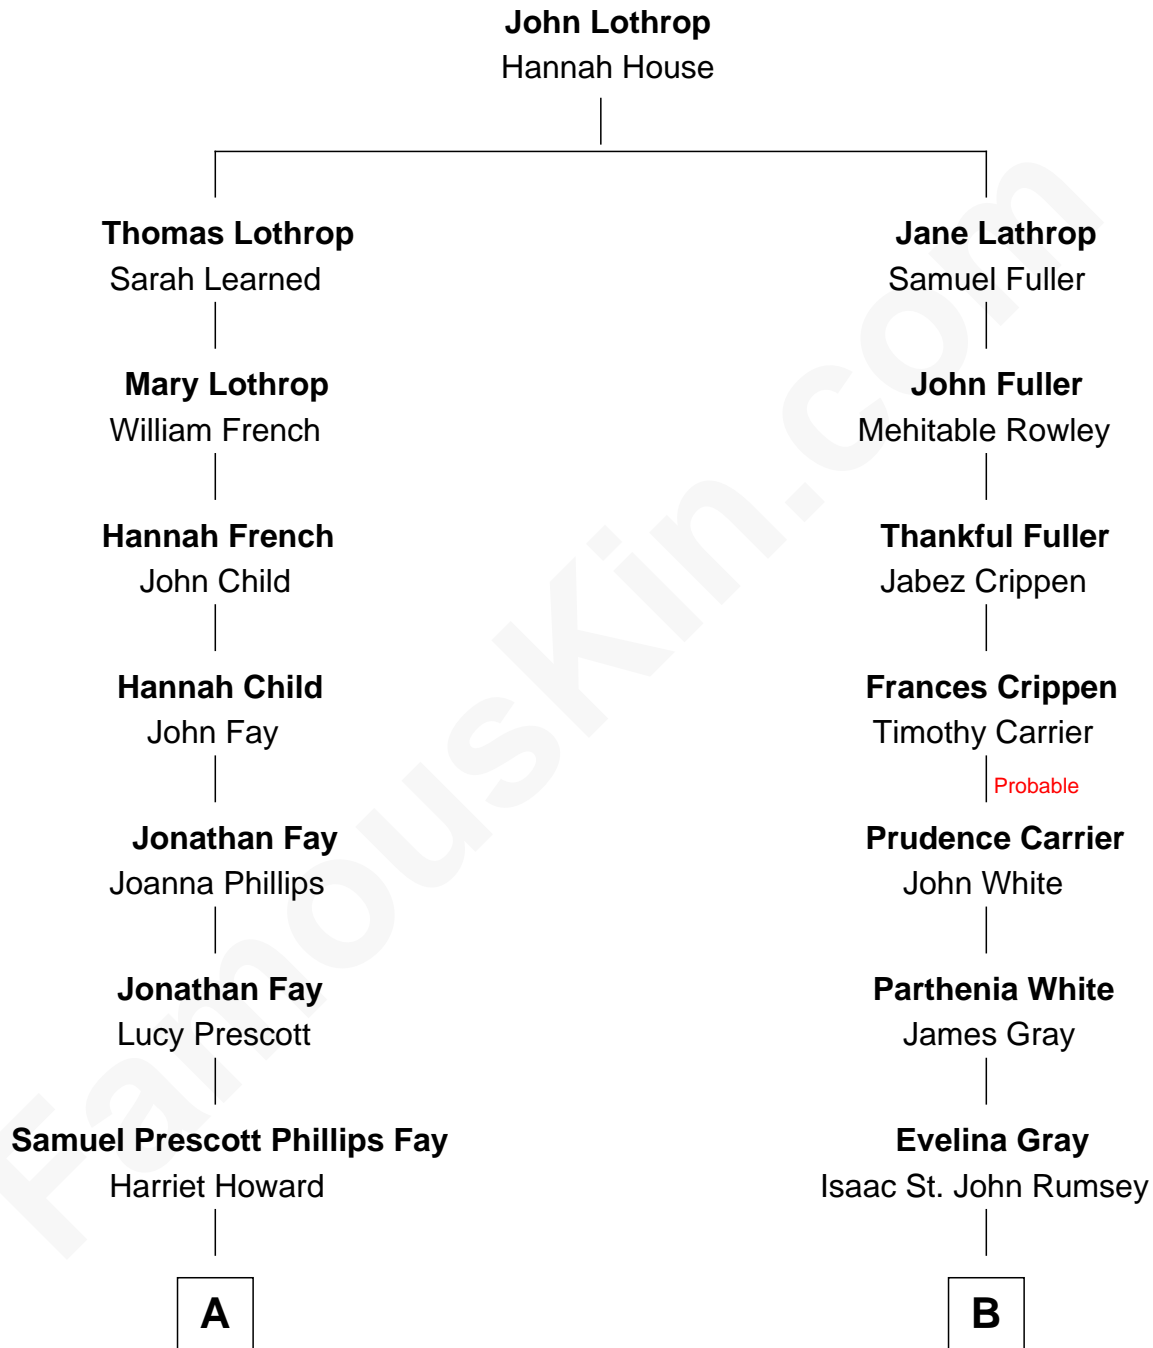 John Lothrop
Hannah House
Thomas Lothrop
Sarah Learned
Jane Lathrop
Samuel Fuller
Mary Lothrop
William French
John Fuller
Mehitable Rowley
Hannah French
John Child
Thankful Fuller
Jabez Crippen
Hannah Child
John Fay
Frances Crippen
Timothy Carrier
Probable
Jonathan Fay
Joanna Phillips
Prudence Carrier
John White
Jonathan Fay
Lucy Prescott
Parthenia White
James Gray
Samuel Prescott Phillips Fay
Harriet Howard
Evelina Gray
Isaac St. John Rumsey
A
B
FamousKin.com